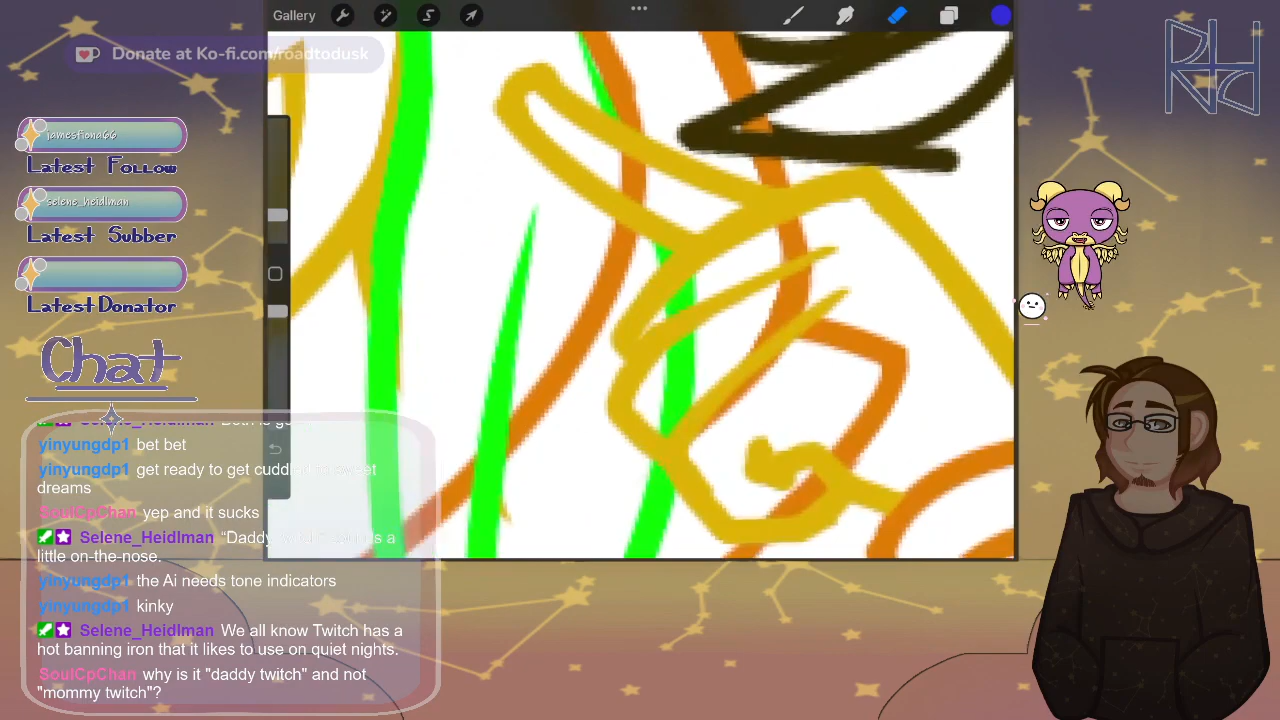 Gallery
Donate at Ko-fi.com/roadtodusk
jamesfiona66
Latest Follow
selene_heidlman
Latest Subber
Latest Donator
Chat
Selene_Heidlman
yinyungdp1 bet bet
yinyungdp1 get ready to get
dreams
SoulCpChan yep and it sucks
Selene_Heidlman "Daddy a
little on-the-nose.
yinyungdp1 the Ai needs tone indicators
yinyungdp1 kinky
Selene_Heidlman We all know Twitch has a
hot banning iron that it likes to use on quiet nights.
SoulCpChan why is it "daddy twitch" and not
"mommy twitch"?
RtD